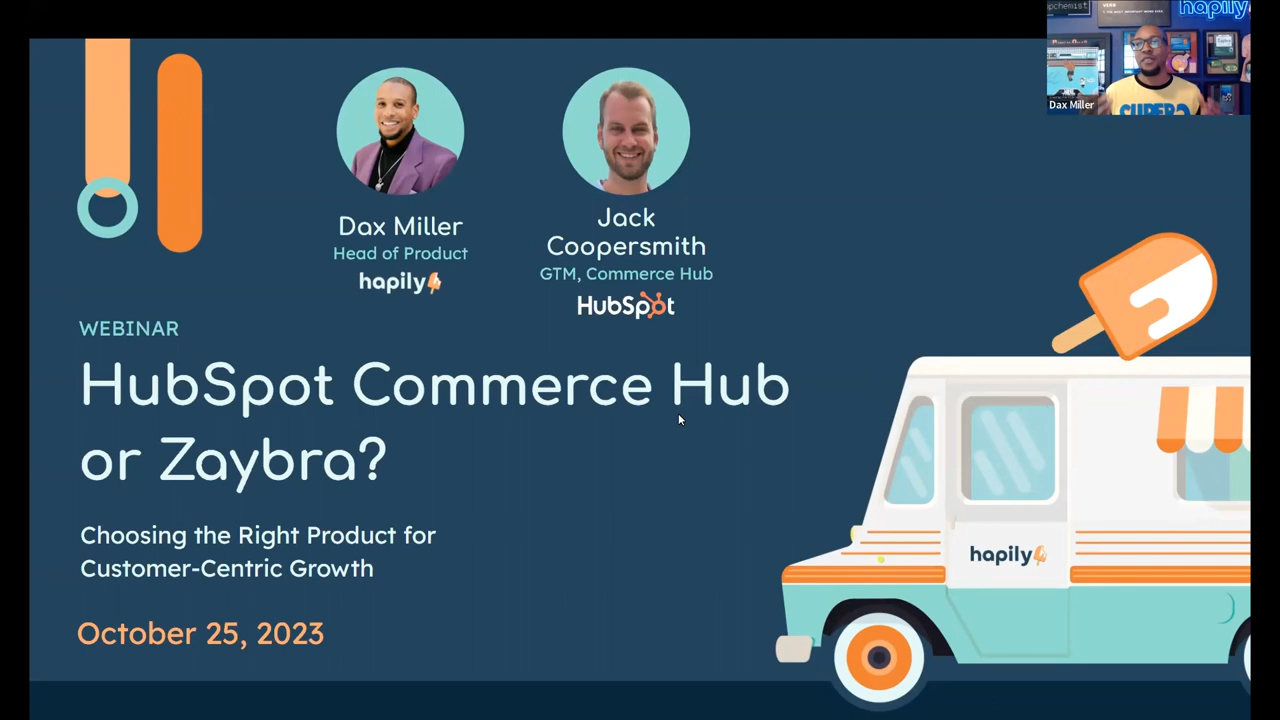 Dax Miller
Head of Product
hapily
Jack
Coopersmith
GTM, Commerce Hub
HubSpot
WEBINAR
HubSpot Commerce Hub
or Zaybra?
Choosing the Right Product for
Customer-Centric Growth
October 25, 2023
hapily
hapily
Dax Miller